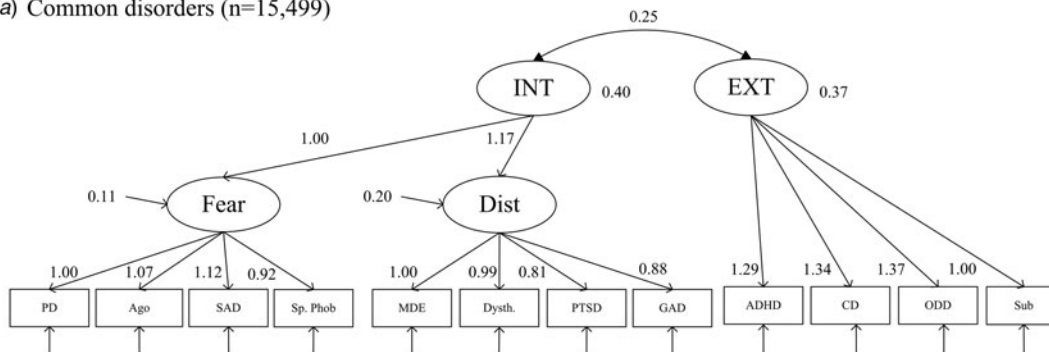 a) Common disorders (n=15,499)
0.25
INT 0.40 EXT 0.37
1.00 1.17
0.11 Fear 0.20 Dist
1.00 1.07 1.12 0.92 1.00 0.99 0.81 0.88 1.29 1.34 1.37 1.00
PD Ago SAD Sp. Phob MDE Dysth. PTSD GAD ADHD CD ODD Sub